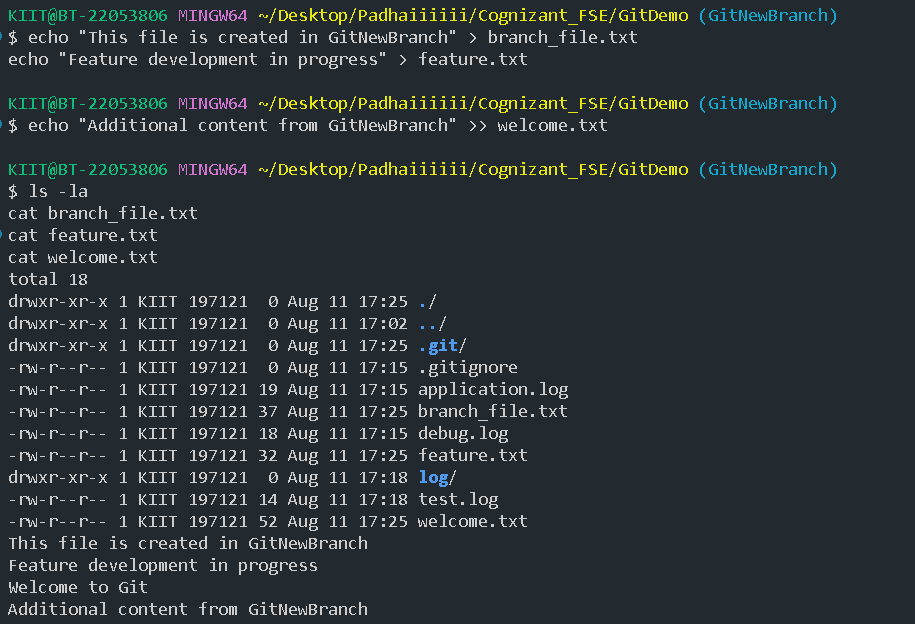 KIIT@BT-22053806 MINGW64 ~/Desktop/Padhaiiiiii/Cognizant_FSE/GitDemo (GitNewBranch)
$ echo "This file is created in GitNewBranch" > branch_file.txt
echo "Feature development in progress" > feature.txt

KIIT@BT-22053806 MINGW64 ~/Desktop/Padhaiiiiii/Cognizant_FSE/GitDemo (GitNewBranch)
$ echo "Additional content from GitNewBranch" >> welcome.txt

KIIT@BT-22053806 MINGW64 ~/Desktop/Padhaiiiiii/Cognizant_FSE/GitDemo (GitNewBranch)
$ ls -la
cat branch_file.txt
cat feature.txt
cat welcome.txt
total 18
drwxr-xr-x 1 KIIT 197121  0 Aug 11 17:25 ./
drwxr-xr-x 1 KIIT 197121  0 Aug 11 17:02 ../
drwxr-xr-x 1 KIIT 197121  0 Aug 11 17:25 .git/
-rw-r--r-- 1 KIIT 197121  0 Aug 11 17:15 .gitignore
-rw-r--r-- 1 KIIT 197121 19 Aug 11 17:15 application.log
-rw-r--r-- 1 KIIT 197121 37 Aug 11 17:25 branch_file.txt
-rw-r--r-- 1 KIIT 197121 18 Aug 11 17:15 debug.log
-rw-r--r-- 1 KIIT 197121 32 Aug 11 17:25 feature.txt
drwxr-xr-x 1 KIIT 197121  0 Aug 11 17:18 log/
-rw-r--r-- 1 KIIT 197121 14 Aug 11 17:18 test.log
-rw-r--r-- 1 KIIT 197121 52 Aug 11 17:25 welcome.txt
This file is created in GitNewBranch
Feature development in progress
Welcome to Git
Additional content from GitNewBranch